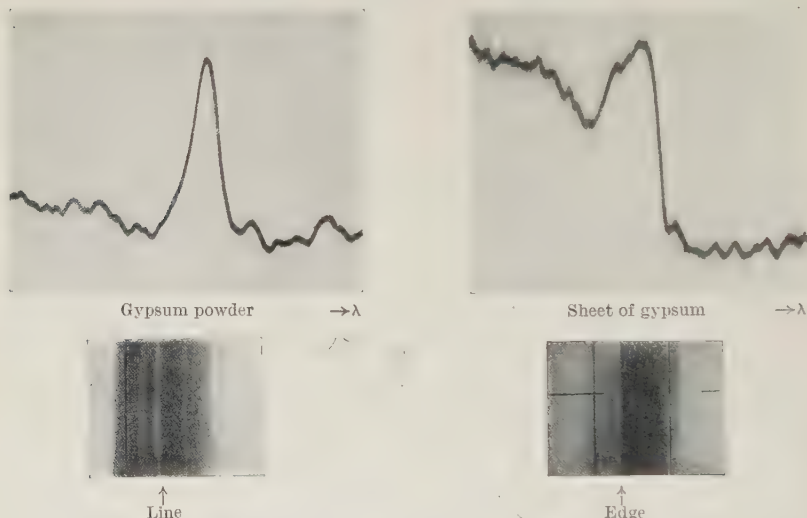 Gypsum powder →λ
Sheet of gypsum →λ
Line
Edge